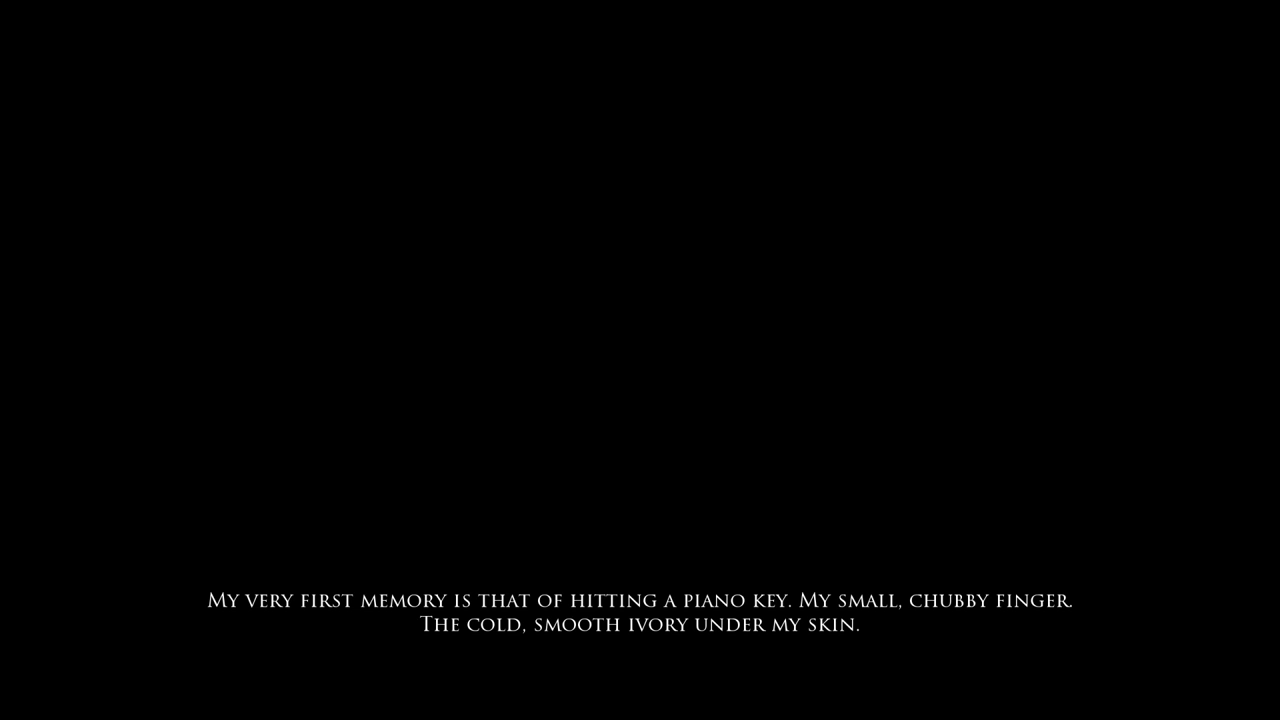 My very first memory is that of hitting a piano key. My small, chubby finger.
The cold, smooth ivory under my skin.